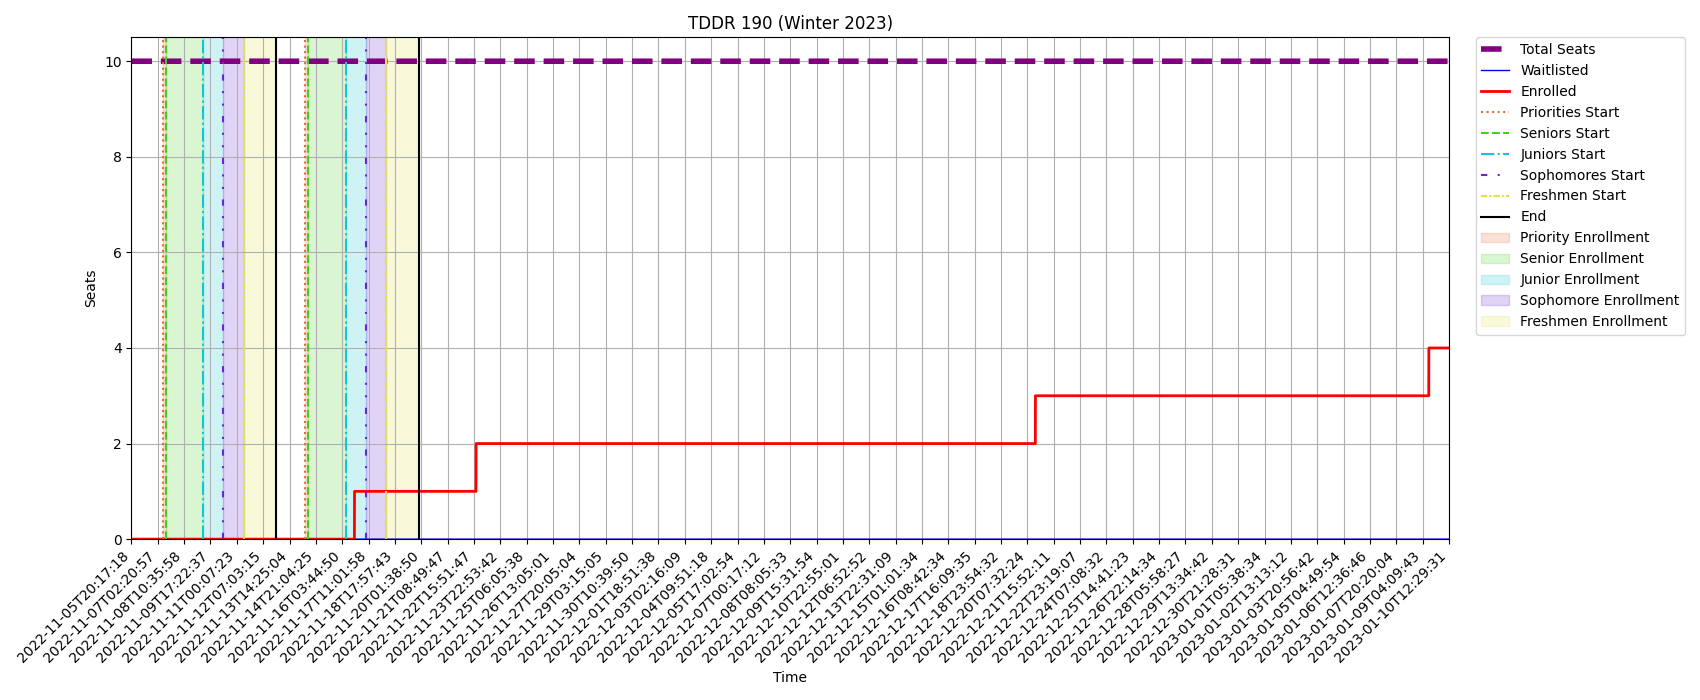 TDDR 190 (Winter 2023)
10
8
6
4
2
0
Seats
2022-11-05T20:17:18
2022-11-07T02:20:57
2022-11-08T10:35:58
2022-11-09T17:22:37
2022-11-11T00:07:23
2022-11-12T07:03:15
2022-11-13T14:25:04
2022-11-14T21:04:25
2022-11-16T03:44:50
2022-11-17T11:01:58
2022-11-18T17:57:43
2022-11-20T01:38:50
2022-11-21T08:49:47
2022-11-22T15:51:47
2022-11-23T22:53:42
2022-11-25T06:05:38
2022-11-26T13:05:01
2022-11-27T20:05:04
2022-11-29T03:15:05
2022-11-30T10:39:50
2022-12-01T18:51:38
2022-12-03T02:16:09
2022-12-04T09:51:18
2022-12-05T17:02:54
2022-12-07T00:17:12
2022-12-08T08:05:33
2022-12-09T15:31:54
2022-12-10T22:55:01
2022-12-12T06:52:52
2022-12-13T22:31:09
2022-12-15T01:01:34
2022-12-16T08:42:34
2022-12-17T16:09:35
2022-12-18T23:54:32
2022-12-20T07:32:24
2022-12-21T15:52:11
2022-12-22T23:19:07
2022-12-24T07:08:32
2022-12-25T14:41:23
2022-12-26T22:14:34
2022-12-28T05:58:27
2022-12-29T13:34:42
2022-12-30T21:28:31
2023-01-01T05:38:34
2023-01-02T13:13:12
2023-01-03T20:56:42
2023-01-05T04:49:54
2023-01-06T12:36:46
2023-01-07T20:20:04
2023-01-09T04:09:43
2023-01-10T12:29:31
Time
Total Seats
Waitlisted
Enrolled
Priorities Start
Seniors Start
Juniors Start
Sophomores Start
Freshmen Start
End
Priority Enrollment
Senior Enrollment
Junior Enrollment
Sophomore Enrollment
Freshmen Enrollment